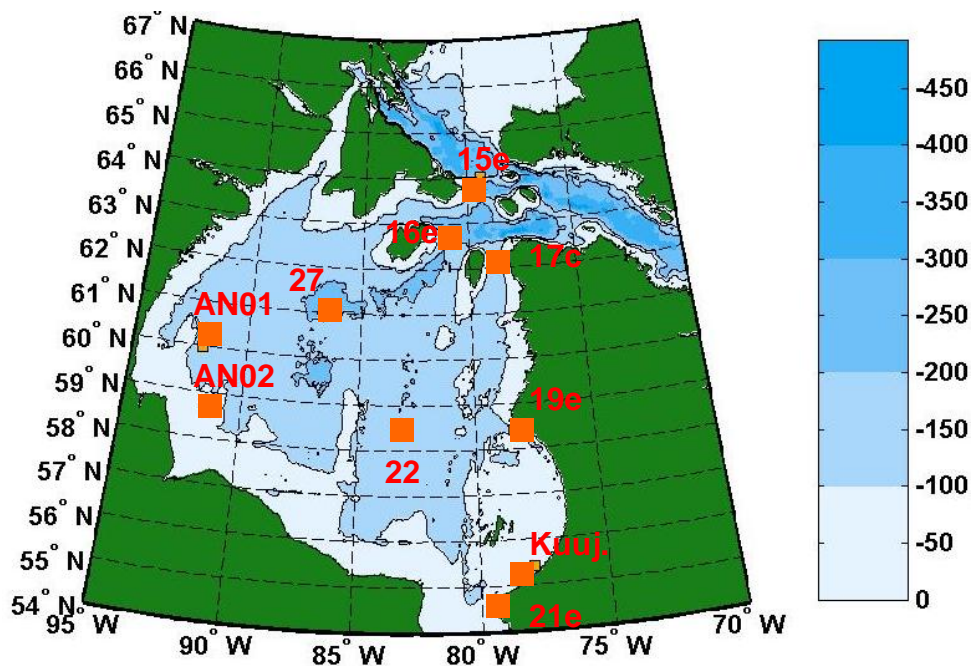 67° N
66° N
65° N
64° N
63° N
62° N
61° N
60° N
59° N
58° N
57° N
56° N
55° N
54° N
95° W
90° W
85° W
80° W
75° W
70° W
15e
16e
17c
27
AN01
AN02
19e
22
Kuuj.
21e
-450
-400
-350
-300
-250
-200
-150
-100
-50
0